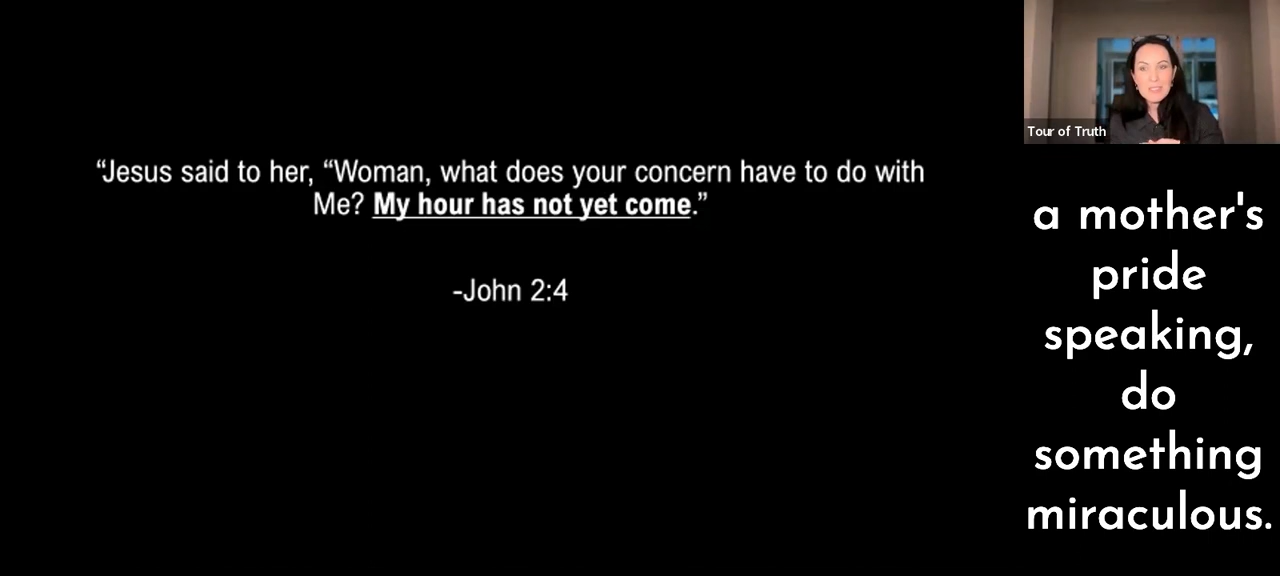 “Jesus said to her, “Woman, what does your concern have to do with
Me? My hour has not yet come.”
-John 2:4
Tour of Truth
a mother's
pride
speaking,
do
something
miraculous.